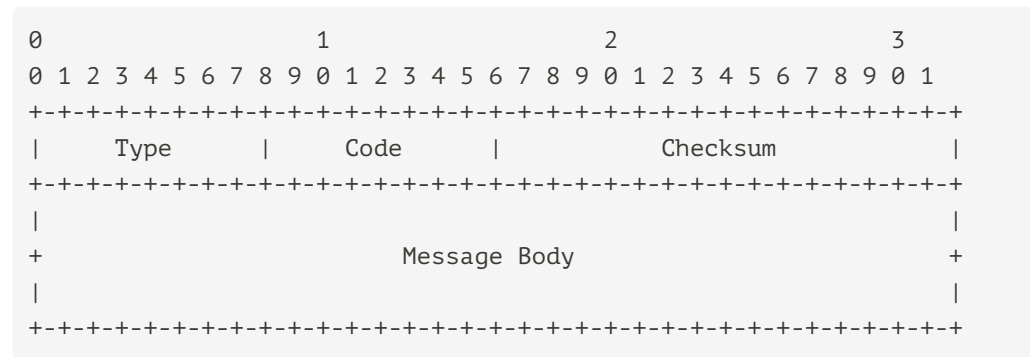 0                   1                   2                   3
0 1 2 3 4 5 6 7 8 9 0 1 2 3 4 5 6 7 8 9 0 1 2 3 4 5 6 7 8 9 0 1
+-+-+-+-+-+-+-+-+-+-+-+-+-+-+-+-+-+-+-+-+-+-+-+-+-+-+-+-+-+-+-+-+
|     Type      |     Code      |           Checksum            |
+-+-+-+-+-+-+-+-+-+-+-+-+-+-+-+-+-+-+-+-+-+-+-+-+-+-+-+-+-+-+-+-+
|                                                               |
+                         Message Body                          +
|                                                               |
+-+-+-+-+-+-+-+-+-+-+-+-+-+-+-+-+-+-+-+-+-+-+-+-+-+-+-+-+-+-+-+-+